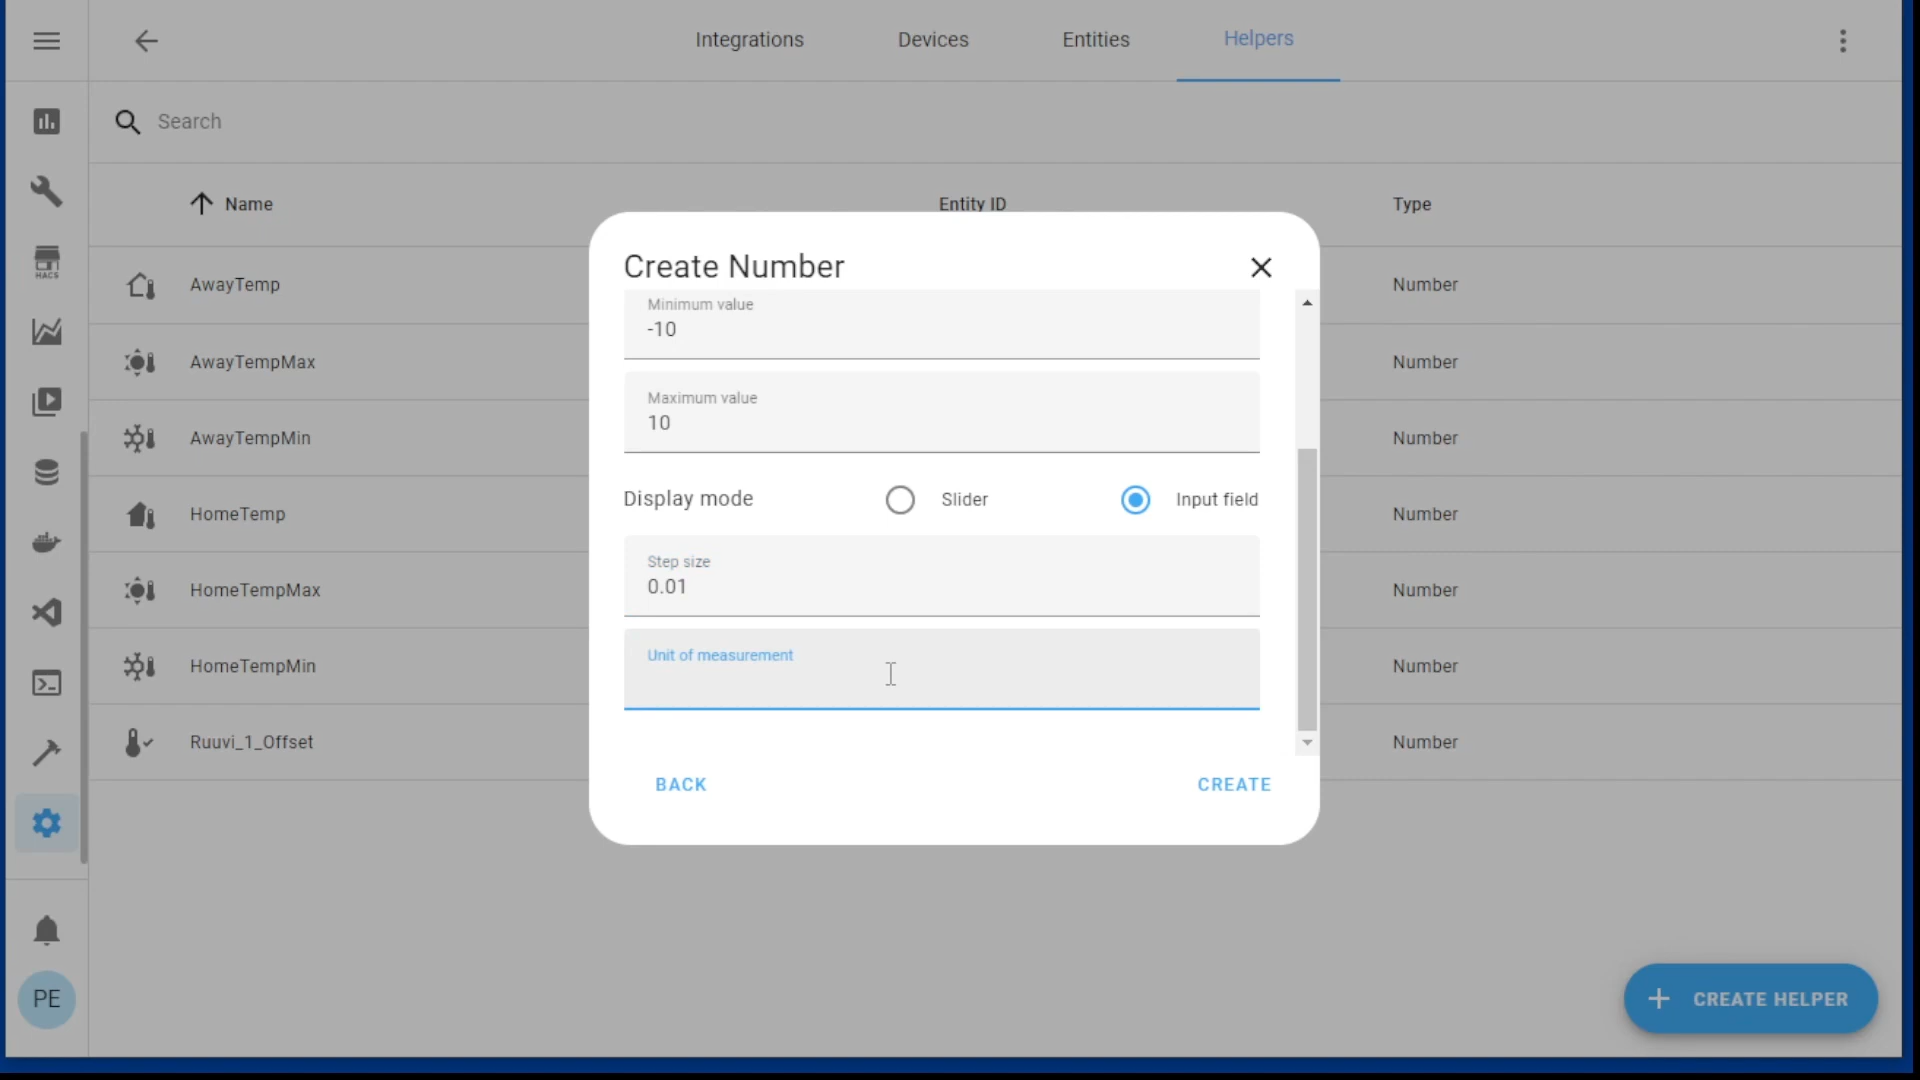 Integrations Devices Entities Helpers
Search
Name Entity ID Type
HACS
AwayTemp Number
AwayTempMax Number
AwayTempMin Number
HomeTemp Number
HomeTempMax Number
HomeTempMin Number
Ruuvi_1_Offset Number
Create Number
Minimum value
-10
Maximum value
10
Display mode Slider Input field
Step size
0.01
Unit of measurement
BACK CREATE
PE
CREATE HELPER